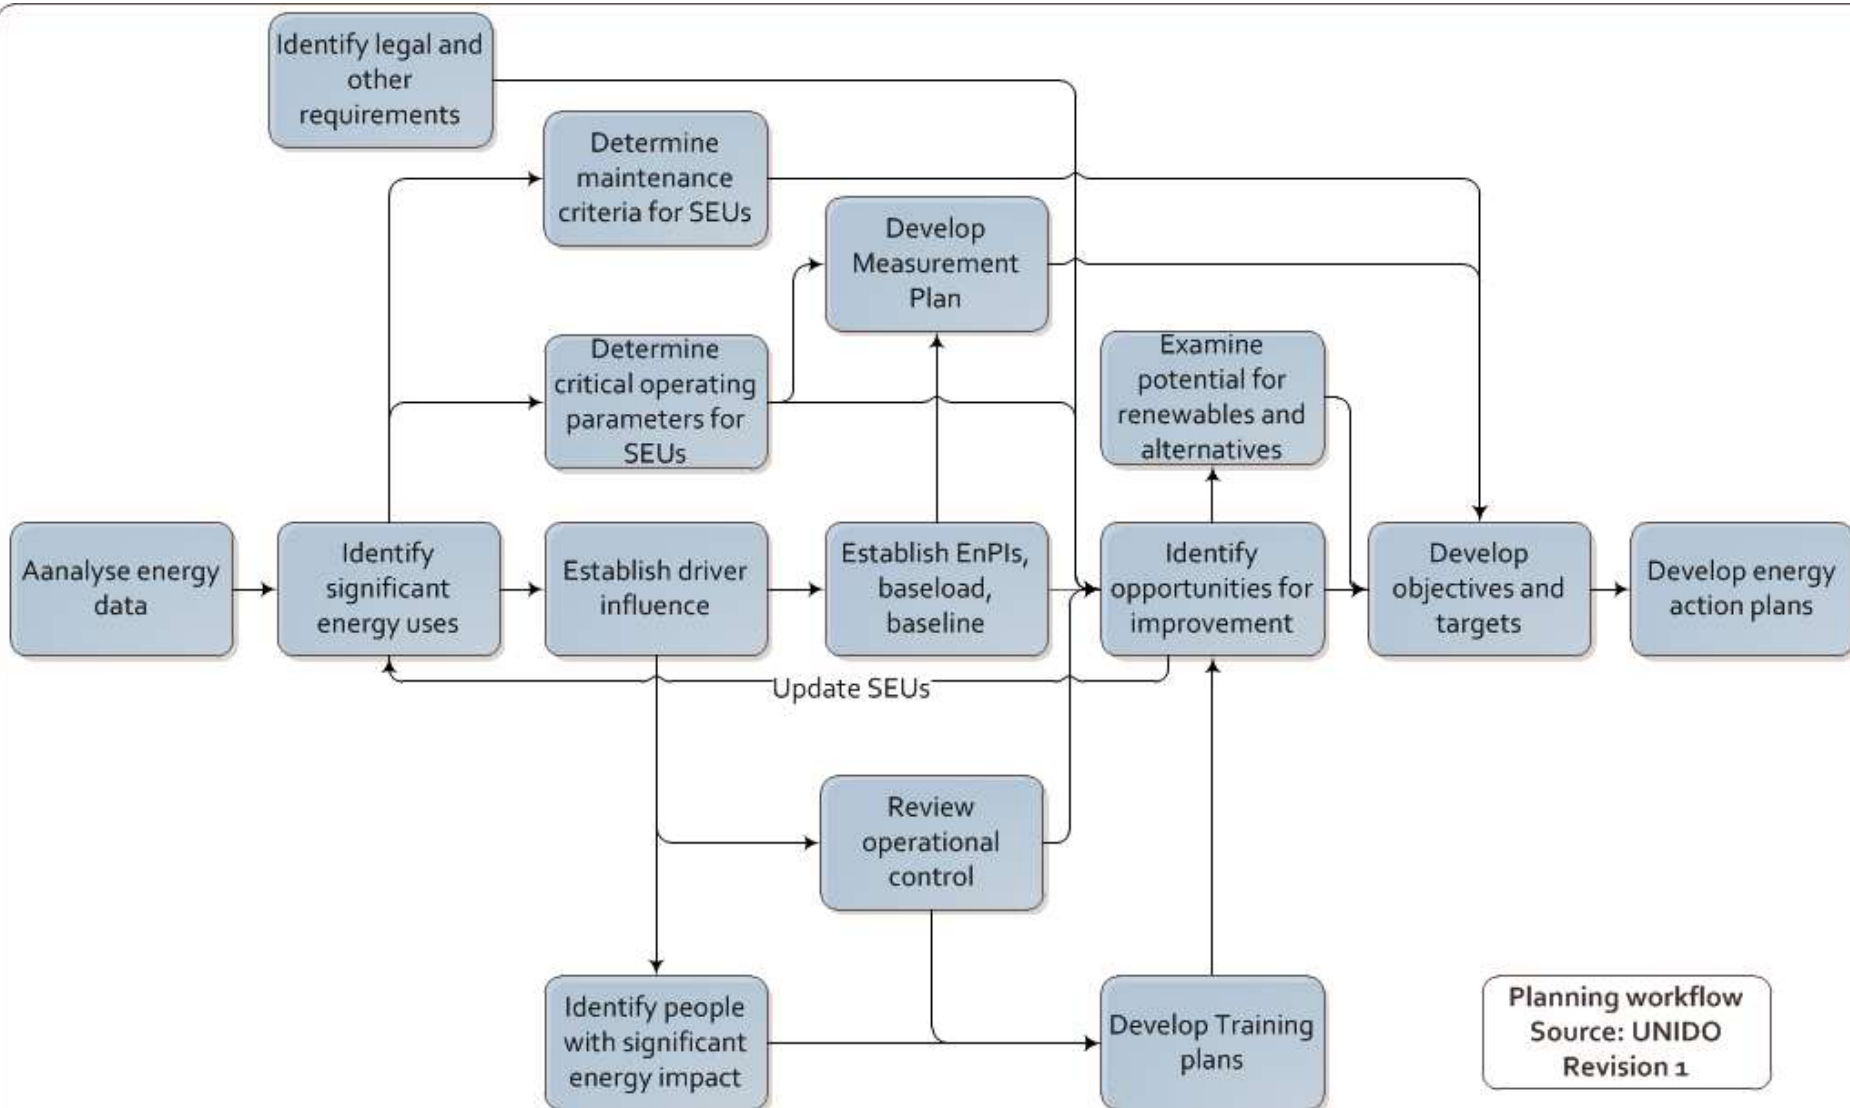 Identify legal and
other
requirements
Determine
maintenance
criteria for SEUs
Develop
Measurement
Plan
Determine
critical operating
parameters for
SEUs
Examine
potential for
renewables and
alternatives
Aanalyse energy
data
Identify
significant
energy uses
Establish driver
influence
Establish EnPIs,
baseload,
baseline
Identify
opportunities for
improvement
Develop
objectives and
targets
Develop energy
action plans
Update SEUs
Review
operational
control
Identify people
with significant
energy impact
Develop Training
plans
Planning workflow
Source: UNIDO
Revision 1